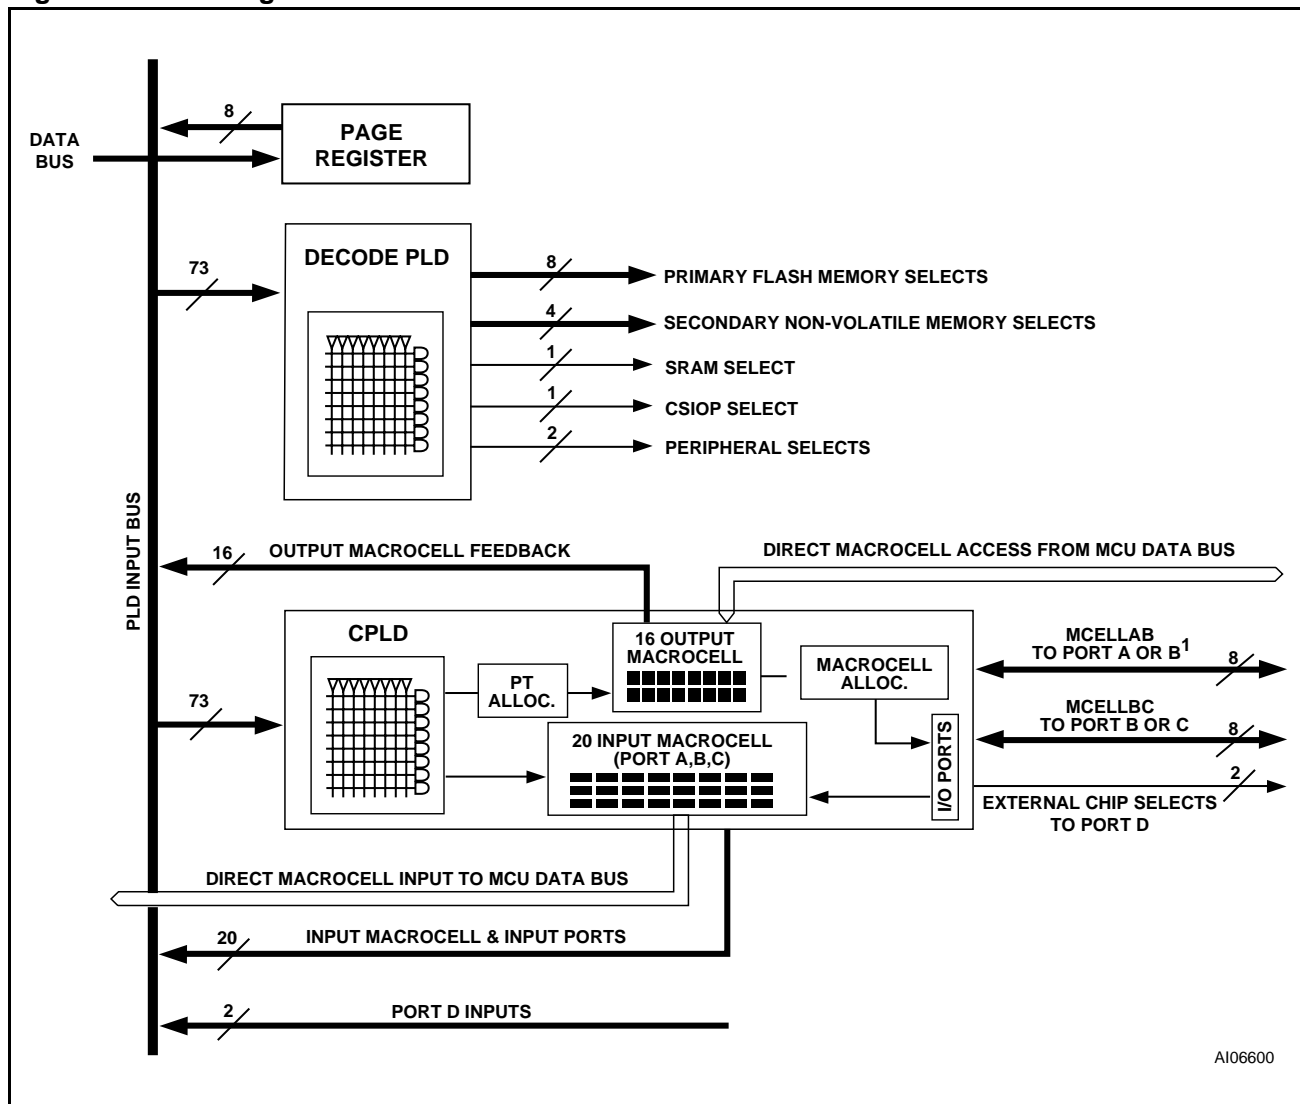 8
PAGE
REGISTER
DATA
BUS
DECODE PLD
73
8
PRIMARY FLASH MEMORY SELECTS
4
SECONDARY NON-VOLATILE MEMORY SELECTS
1
SRAM SELECT
1
CSIOP SELECT
2
PERIPHERAL SELECTS
PLD INPUT BUS
16
OUTPUT MACROCELL FEEDBACK
DIRECT MACROCELL ACCESS FROM MCU DATA BUS
CPLD
73
PT
ALLOC.
16 OUTPUT
MACROCELL
MACROCELL
ALLOC.
I/O PORTS
20 INPUT MACROCELL
(PORT A,B,C)
MCELLAB
TO PORT A OR B1
8
MCELLBC
TO PORT B OR C
8
2
EXTERNAL CHIP SELECTS
TO PORT D
DIRECT MACROCELL INPUT TO MCU DATA BUS
20
INPUT MACROCELL & INPUT PORTS
2
PORT D INPUTS
AI06600